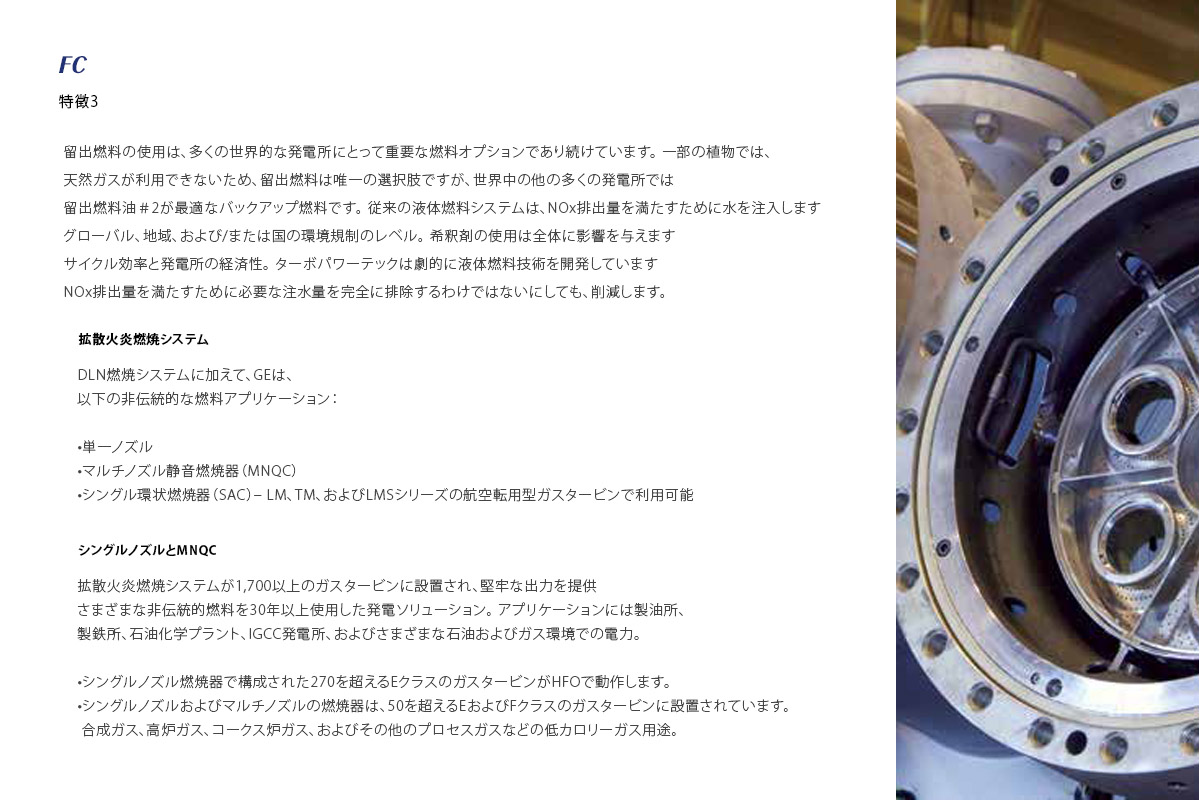 FC
特徴3
留出燃料の使用は、多くの世界的な発電所にとって重要な燃料オプションであり続けています。一部の植物では、
天然ガスが利用できないため、留出燃料は唯一の選択肢ですが、世界中の他の多くの発電所では
留出燃料油＃2が最適なバックアップ燃料です。従来の液体燃料システムは、NOx排出量を満たすために水を注入します
グローバル、地域、および/または国の環境規制のレベル。希釈剤の使用は全体に影響を与えます
サイクル効率と発電所の経済性。ターボパワーテックは劇的に液体燃料技術を開発しています
NOx排出量を満たすために必要な注水量を完全に排除するわけではないにしても、削減します。
拡散火炎燃焼システム
DLN燃焼システムに加えて、GEは、
以下の非伝統的な燃料アプリケーション：
•単一ノズル
•マルチノズル静音燃焼器（MNQC）
•シングル環状燃焼器（SAC）– LM、TM、およびLMSシリーズの航空転用型ガスタービンで利用可能
シングルノズルとMNQC
拡散火炎燃焼システムが1,700以上のガスタービンに設置され、堅牢な出力を提供
さまざまな非伝統的燃料を30年以上使用した発電ソリューション。アプリケーションには製油所、
製鉄所、石油化学プラント、IGCC発電所、およびさまざまな石油およびガス環境での電力。
•シングルノズル燃焼器で構成された270を超えるEクラスのガスタービンがHFOで動作します。
•シングルノズルおよびマルチノズルの燃焼器は、50を超えるEおよびFクラスのガスタービンに設置されています。
合成ガス、高炉ガス、コークス炉ガス、およびその他のプロセスガスなどの低カロリーガス用途。